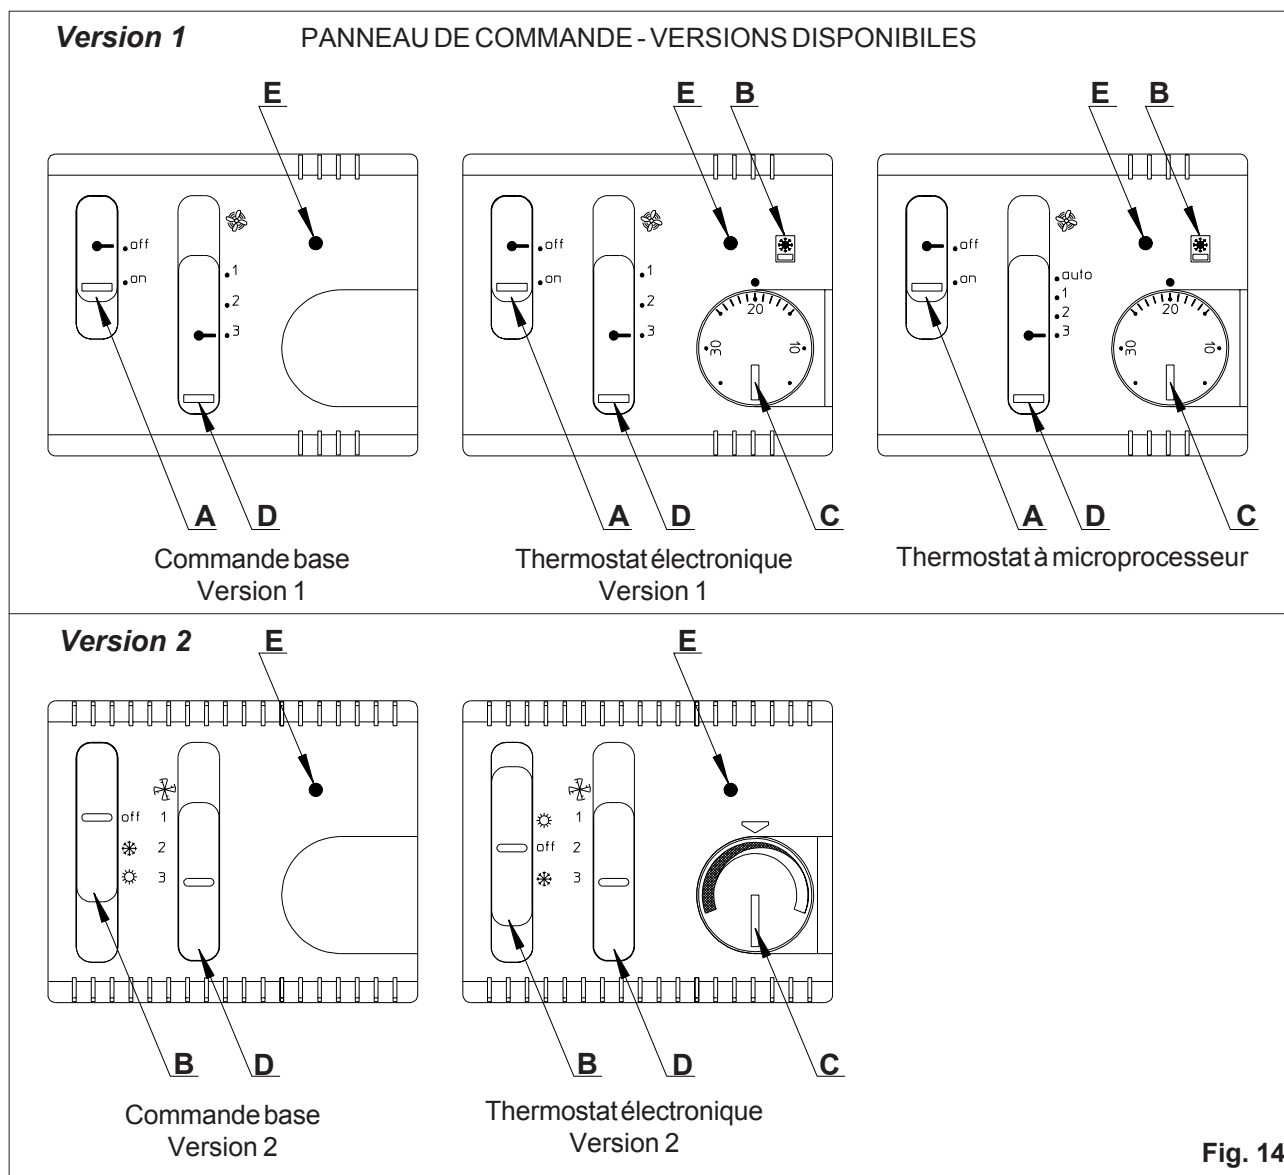 Version 1 PANNEAU DE COMMANDE - VERSIONS DISPONIBILES
E E B E B
off
on
1
2
3
off
on
1
2
3
20
30
10
off
on
auto
1
2
3
20
30
10
A D A D C A D C
Commande base
Version 1
Thermostat électronique
Version 1
Thermostat à microprocesseur
Version 2 E E
off 1
2
3
1
off 2
3
B D B D C
Commande base
Version 2
Thermostat électronique
Version 2
Fig. 14